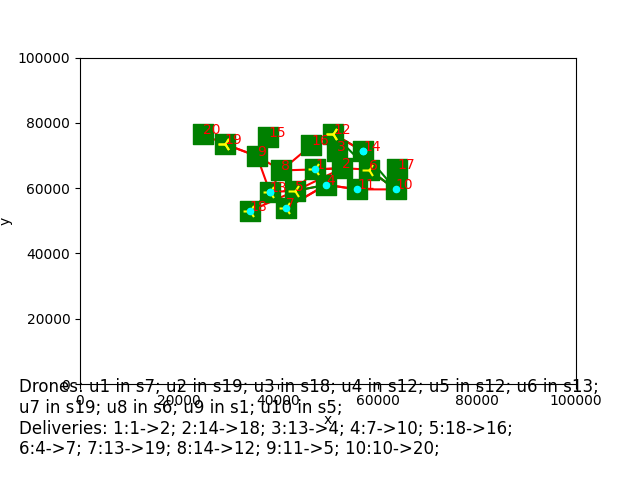 100000
80000
60000
40000
20000
0
y
20
19
15
12
14
17
10
11
13
0 20000 40000 60000 80000 100000
x
Drones: u1 in s7; u2 in s19; u3 in s18; u4 in s12; u5 in s12; u6 in s13;
u7 in s19; u8 in s6; u9 in s1; u10 in s5;
Deliveries: 1:1->2; 2:14->18; 3:13->4; 4:7->10; 5:18->16;
6:4->7; 7:13->19; 8:14->12; 9:11->5; 10:10->20;